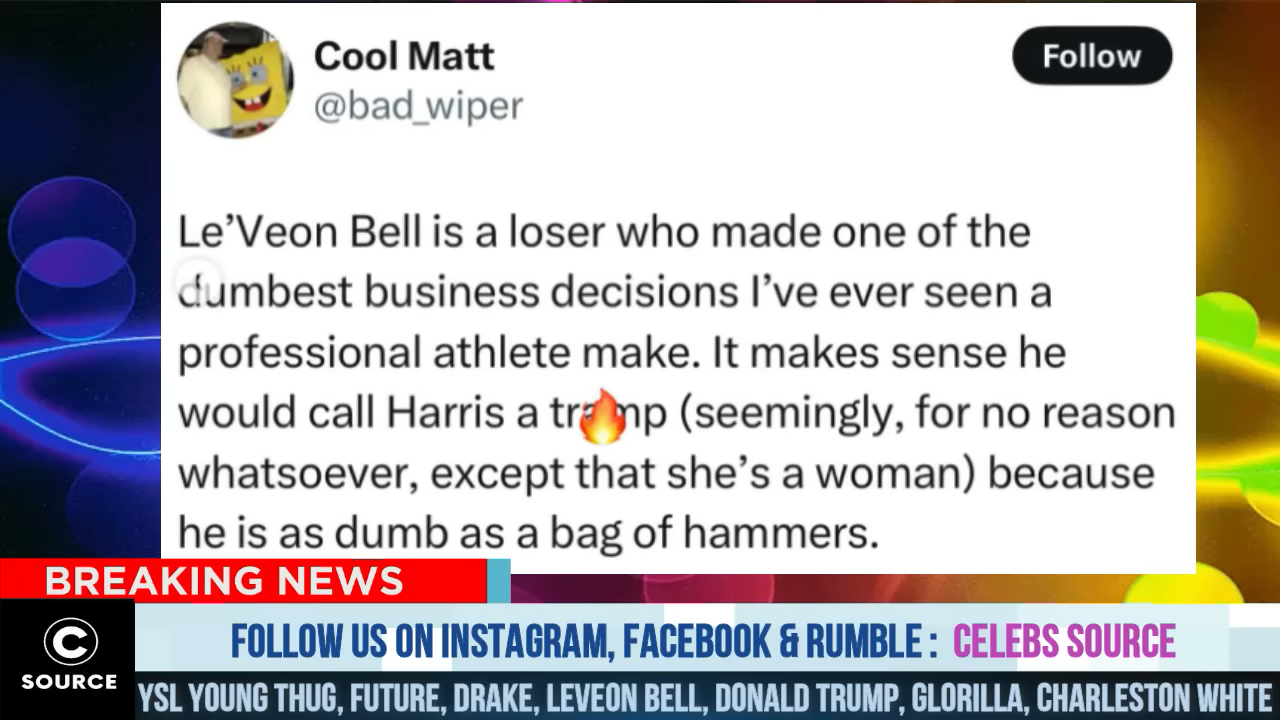 Cool Matt
@bad_wiper
Follow
Le’Veon Bell is a loser who made one of the
dumbest business decisions I’ve ever seen a
professional athlete make. It makes sense he
would call Harris a tr🔥mp (seemingly, for no reason
whatsoever, except that she’s a woman) because
he is as dumb as a bag of hammers.
BREAKING NEWS
FOLLOW US ON INSTAGRAM, FACEBOOK & RUMBLE : CELEBS SOURCE
C
SOURCE
YSL YOUNG THUG, FUTURE, DRAKE, LEVEON BELL, DONALD TRUMP, GLORILLA, CHARLESTON WHITE